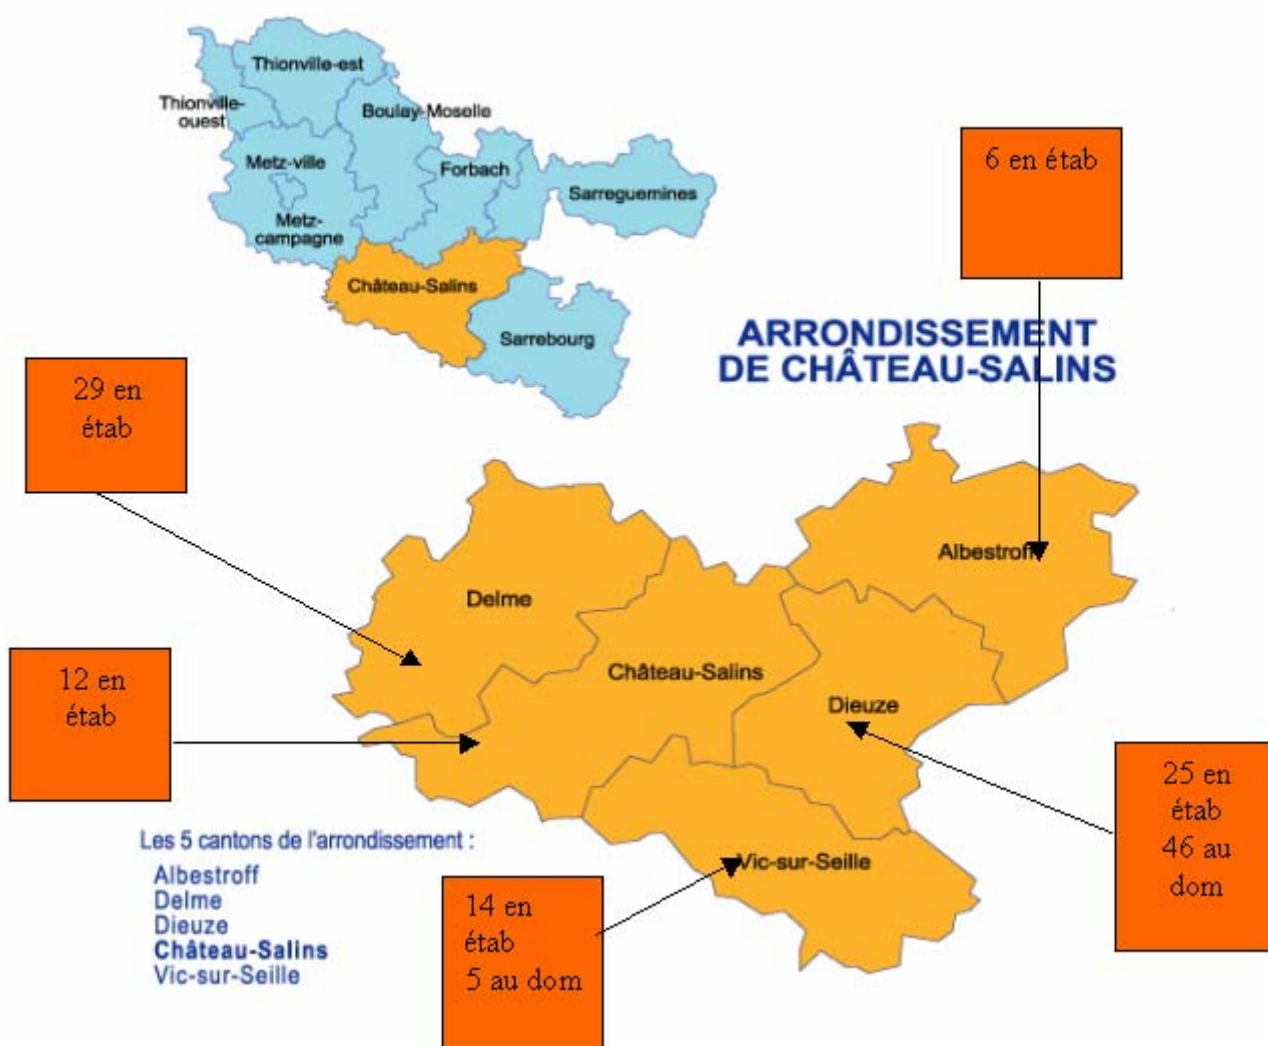 Thionville-est
Thionville-
ouest
Boulay-Moselle
Metz-ville
Forbach
Sarreguemines
Metz-
campagne
Château-Salins
Sarrebourg
6 en étab
ARRONDISSEMENT
DE CHÂTEAU-SALINS
29 en
étab
Albestroff
Delme
12 en
étab
Château-Salins
Dieuze
25 en
étab
46 au
dom
Vic-sur-Seille
14 en
étab
5 au dom
Les 5 cantons de l'arrondissement :
Albestroff
Delme
Dieuze
Château-Salins
Vic-sur-Seille